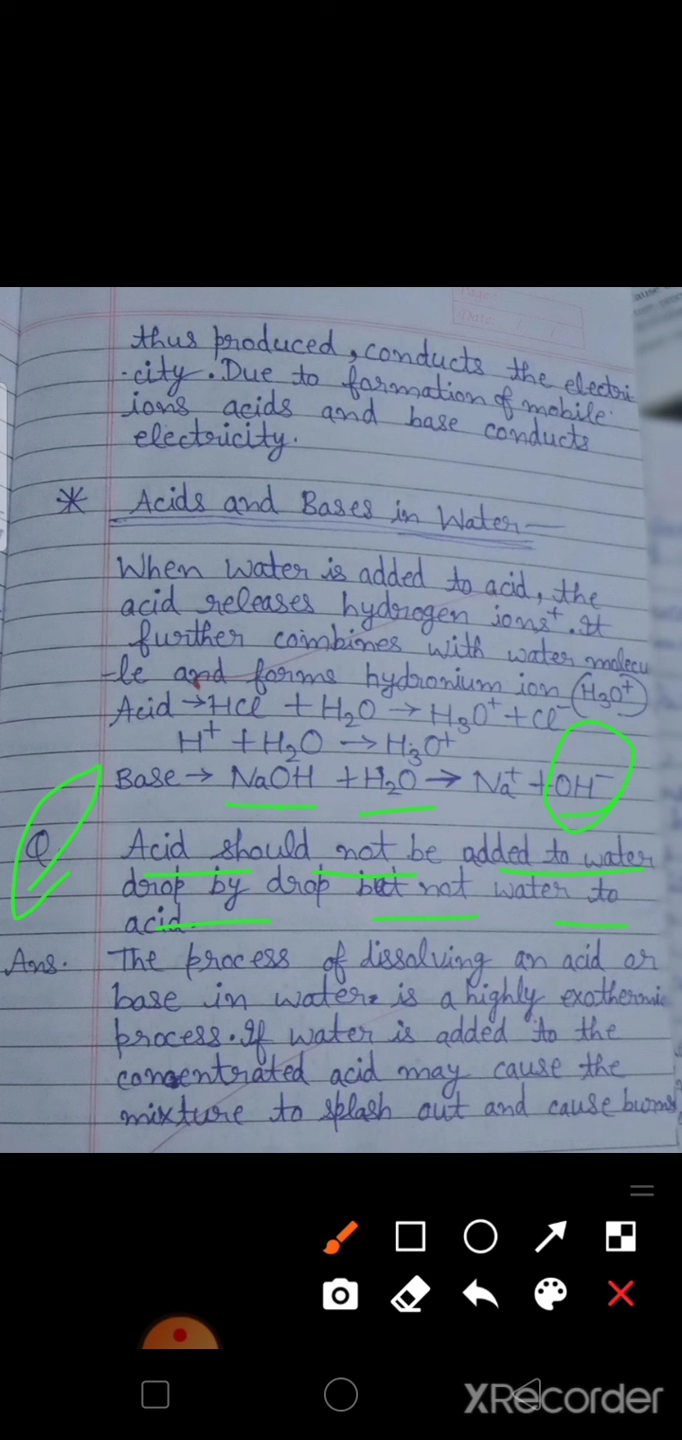 thus produced, conducts the electri
-city. Due to formation of mobile
ions acids and base conducts
electricity.
* Acids and Bases in Water —
When water is added to acid, the
acid releases hydrogen ions⁺. It
further combines with water molecu
-le and forms hydronium ion (H₃O⁺)
Acid → HCl + H₂O → H₃O⁺ + Cl⁻
H⁺ + H₂O → H₃O⁺
Base → NaOH + H₂O → Na⁺ + OH⁻
Q Acid should not be added to water
drop by drop but not water to
acid.
Ans. The process of dissolving an acid or
base in water is a highly exothermic
process. If water is added to the
concentrated acid may cause the
mixture to splash out and cause burns
XRecorder